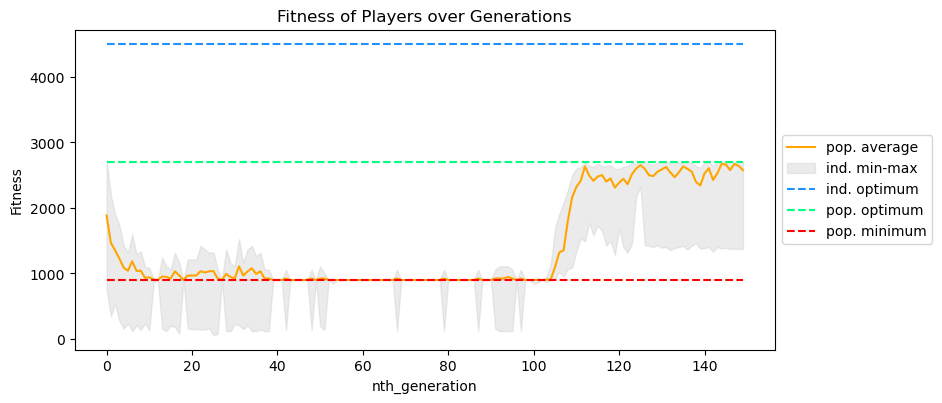 Fitness of Players over Generations
Fitness
4000
3000
2000
1000
0
0 20 40 60 80 100 120 140
nth_generation
pop. average
ind. min-max
ind. optimum
pop. optimum
pop. minimum